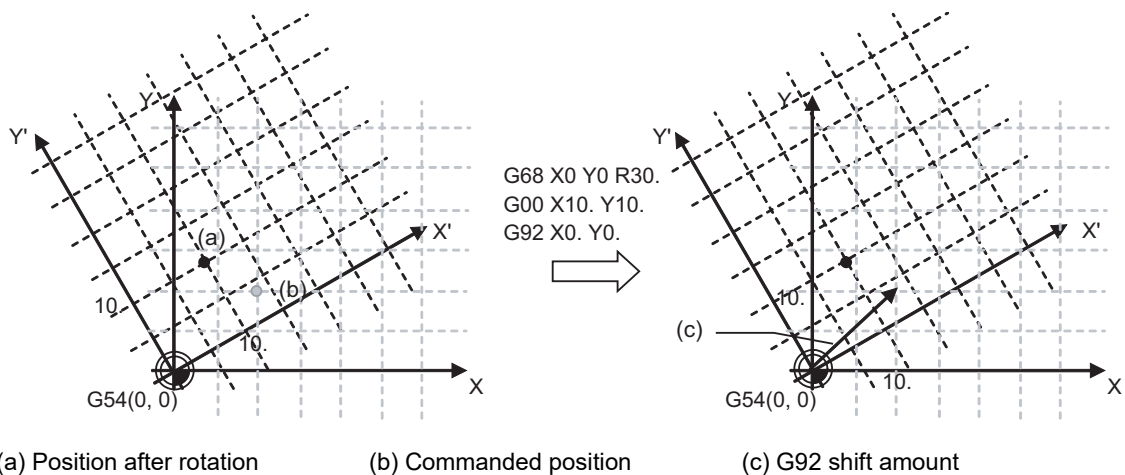 Y
Y'
(a)
X'
10
(b)
10.
X
G54(0, 0)
G68 X0 Y0 R30.
G00 X10. Y10.
G92 X0. Y0.
Y
Y'
X'
10.
(c)
10.
X
G54(0, 0)
(a) Position after rotation
(b) Commanded position
(c) G92 shift amount